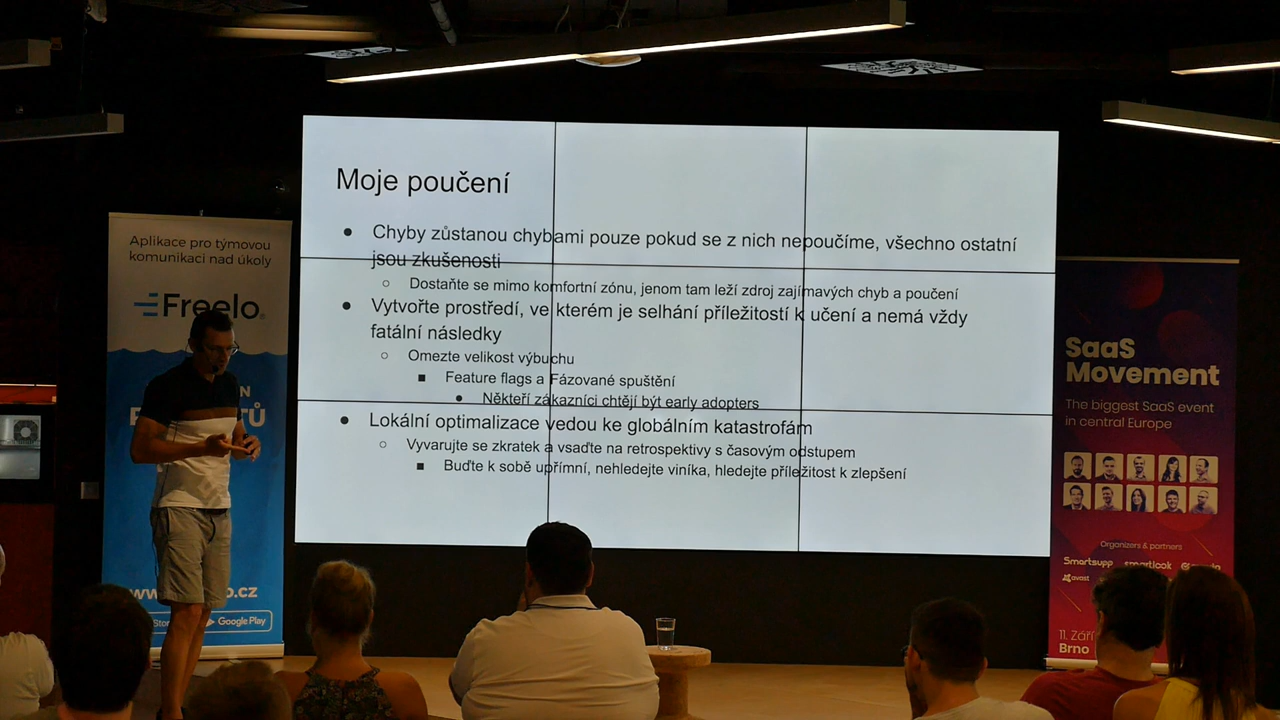 Moje poučení
Chyby zůstanou chybami pouze pokud se z nich nepoučíme, všechno ostatní
jsou zkušenosti
Dostaňte se mimo komfortní zónu, jenom tam leží zdroj zajímavých chyb a poučení
Vytvořte prostředí, ve kterém je selhání příležitostí k učení a nemá vždy
fatální následky
Omezte velikost výbuchu
Feature flags a Fázované spuštění
Někteří zákazníci chtějí být early adopters
Lokální optimalizace vedou ke globálním katastrofám
Vyvarujte se zkratek a vsaďte na retrospektivy s časovým odstupem
Buďte k sobě upřímní, nehledejte viníka, hledejte příležitost k zlepšení
Aplikace pro týmovou
komunikaci nad úkoly
Freelo
Google Play
SaaS
Movement
The biggest SaaS event
in central Europe
Organizers & partners
Smartsupp smartlook
avast
11. Září
Brno